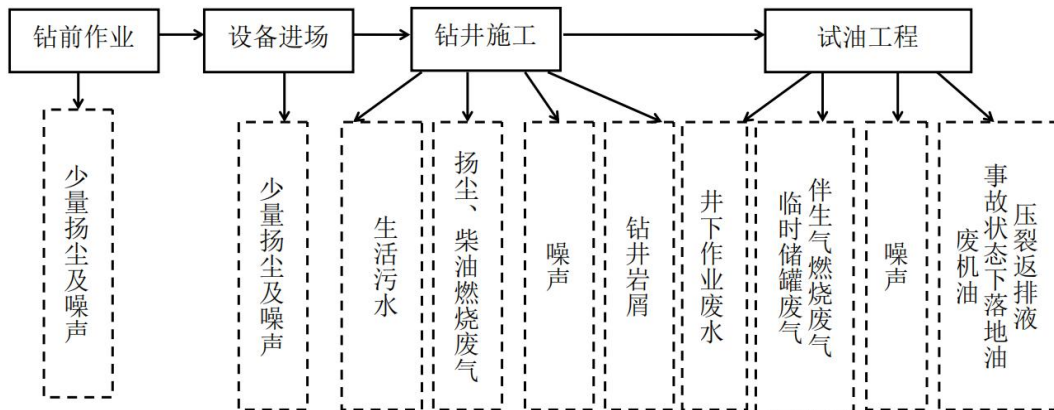 钻前作业
设备进场
钻井施工
试油工程
少量扬尘及噪声
少量扬尘及噪声
生活污水
扬尘、柴油燃烧废气
噪声
钻井岩屑
井下作业废水
伴生气燃烧废气
临时储罐废气
噪声
压裂返排液
事故状态下落地油
废机油